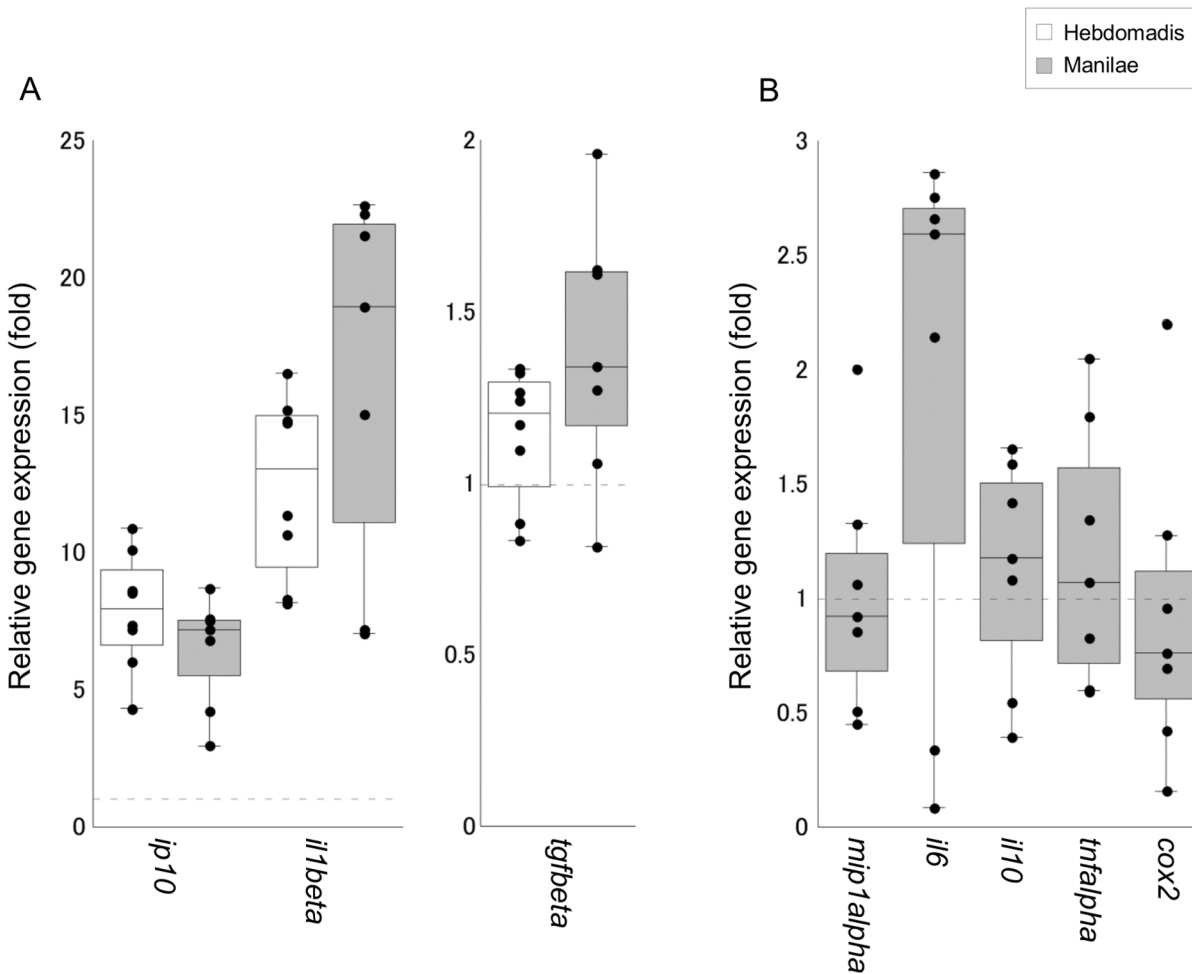 Hebdomadis
Manilae
A
B
Relative gene expression (fold)
25
20
15
10
5
0
ip10
il1beta
2
1.5
1
0.5
0
tgfbeta
Relative gene expression (fold)
3
2.5
2
1.5
1
0.5
0
mip1alpha
il6
il10
tnfalpha
cox2